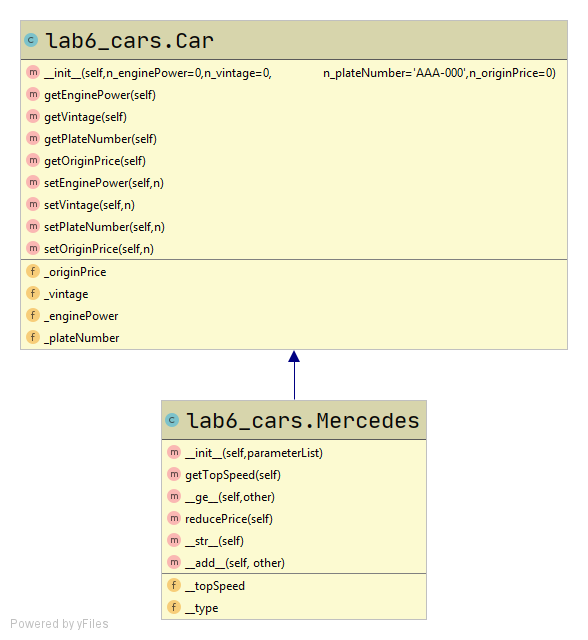 C lab6_cars.Car
m __init__(self,n_enginePower=0,n_vintage=0, n_plateNumber='AAA-000',n_originPrice=0)
m getEnginePower(self)
m getVintage(self)
m getPlateNumber(self)
m getOriginPrice(self)
m setEnginePower(self,n)
m setVintage(self,n)
m setPlateNumber(self,n)
m setOriginPrice(self,n)
f _originPrice
f _vintage
f _enginePower
f _plateNumber
C lab6_cars.Mercedes
m __init__(self,parameterList)
m getTopSpeed(self)
m __ge__(self,other)
m reducePrice(self)
m __str__(self)
m __add__(self, other)
f __topSpeed
f __type
Powered by yFiles